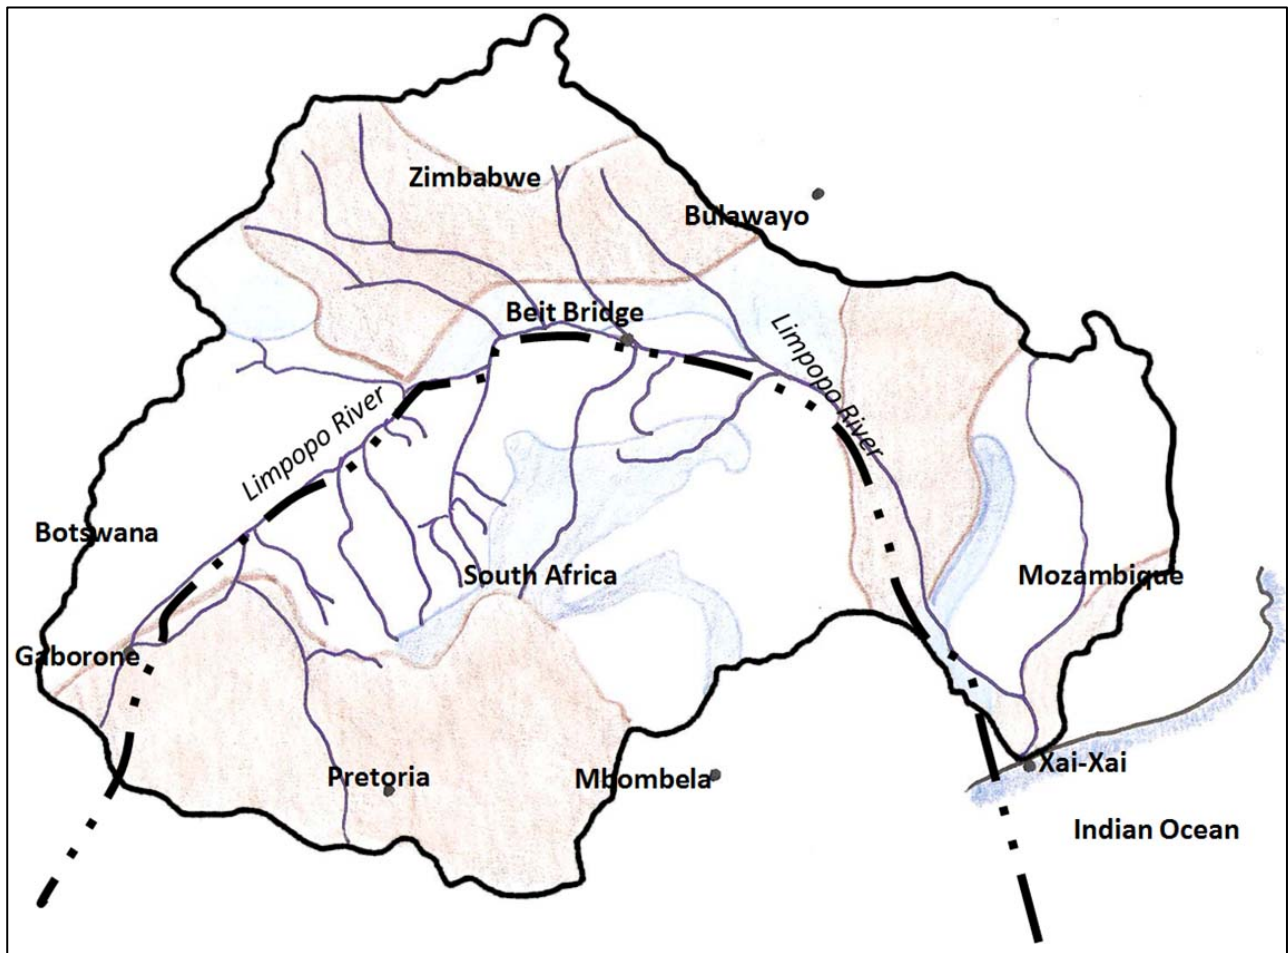 Zimbabwe
Bulawayo
Beit Bridge
Limpopo River
Limpopo River
Botswana
South Africa
Mozambique
Gaborone
Pretoria
Mbombela
Xai-Xai
Indian Ocean